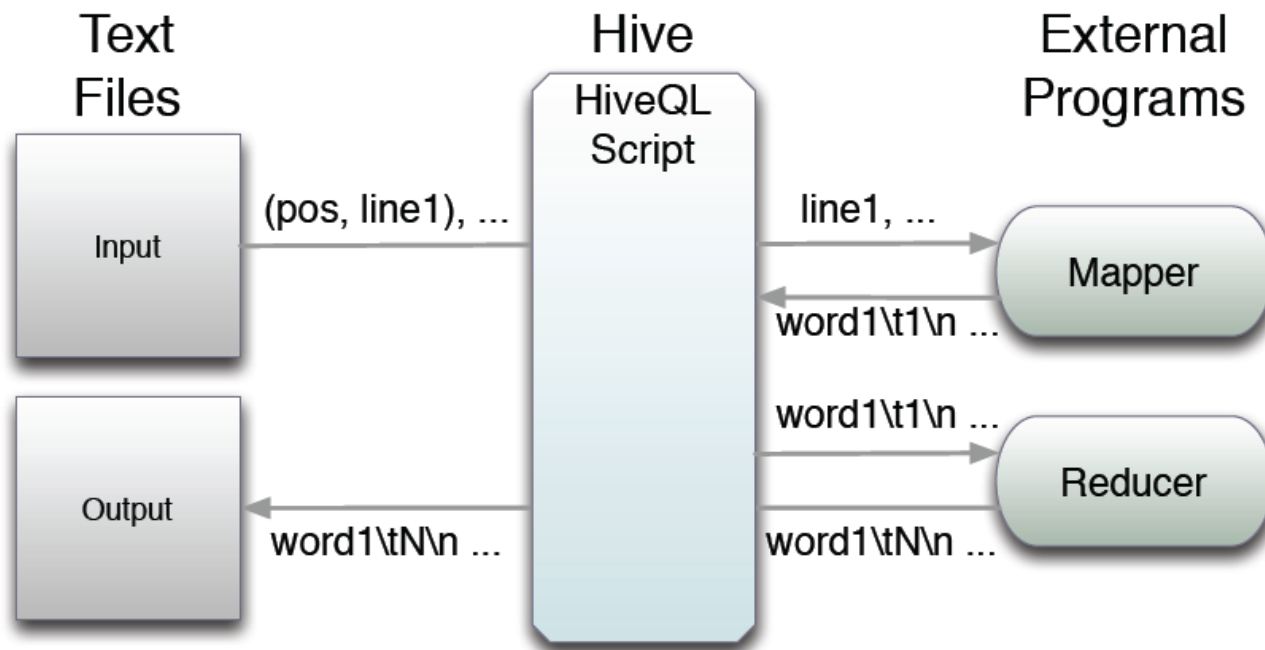 Text
Files
Hive
External
Programs
HiveQL
Script
Input
(pos, line1), ...
line1, ...
Mapper
word1\t1\n ...
word1\t1\n ...
Reducer
Output
word1\tN\n ...
word1\tN\n ...